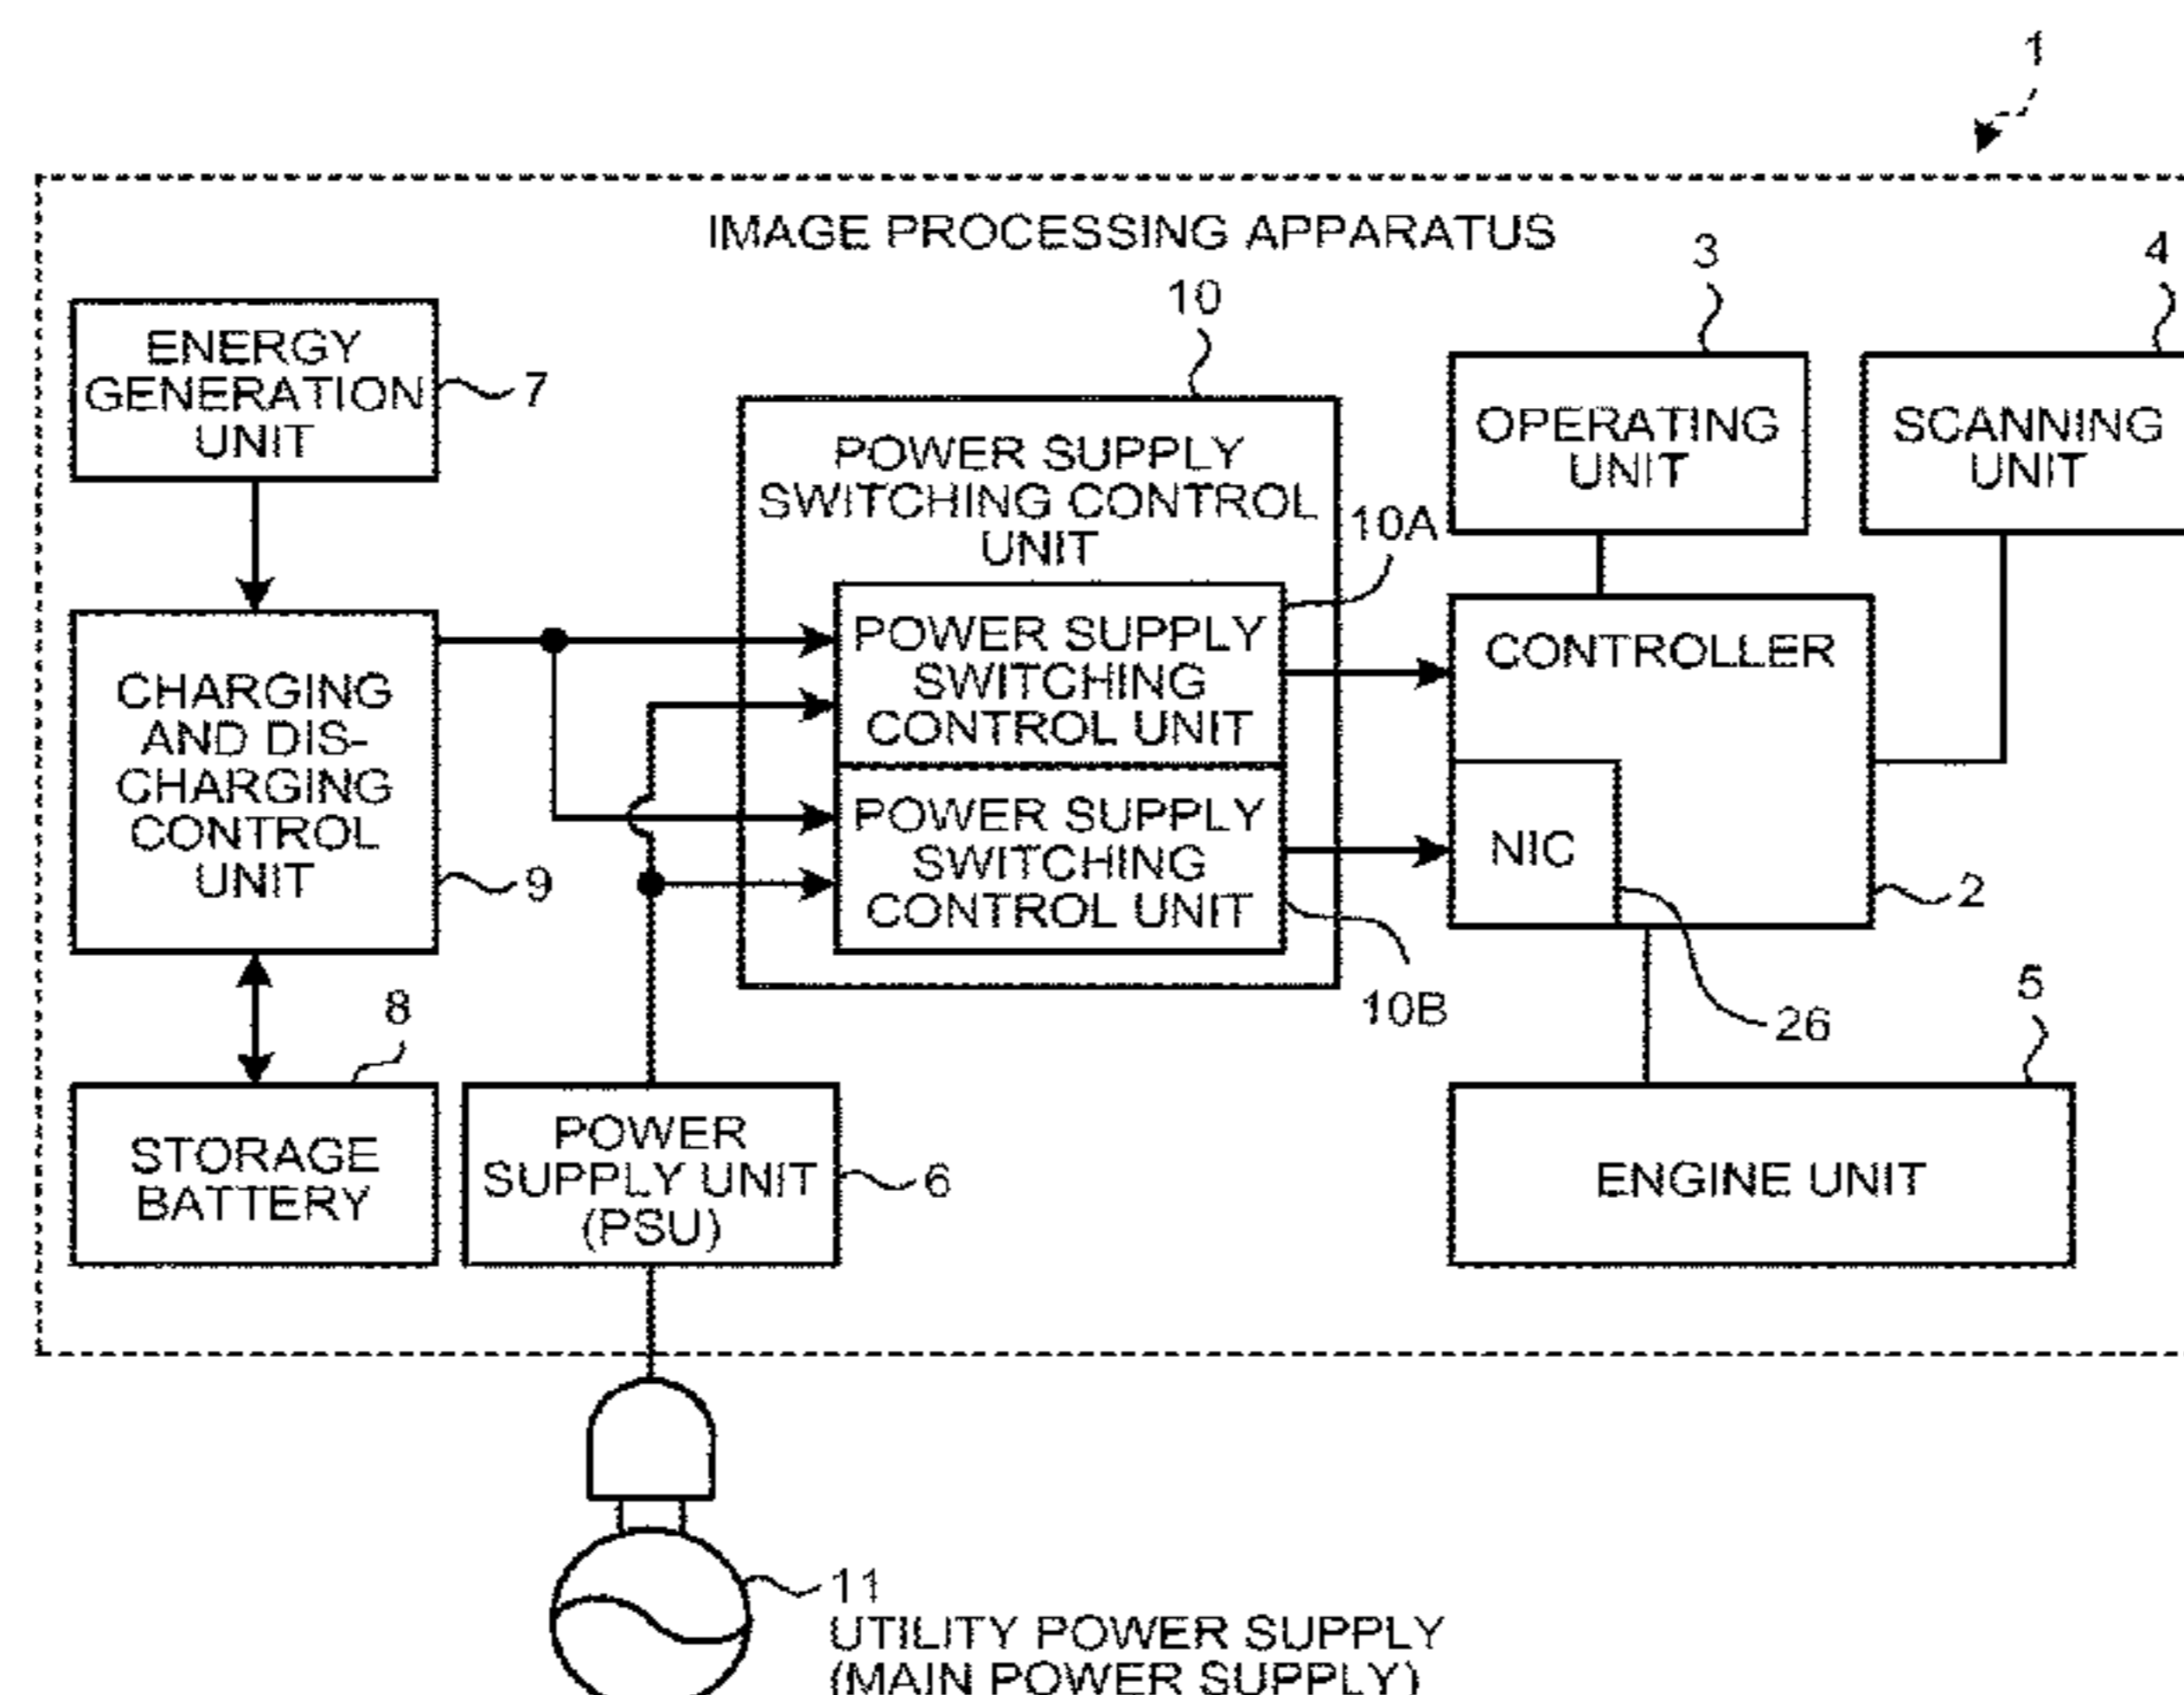 1
IMAGE PROCESSING APPARATUS
ENERGY
GENERATION
UNIT
7
10
3
4
POWER SUPPLY
SWITCHING CONTROL
UNIT
OPERATING
UNIT
SCANNING
UNIT
10A
CHARGING
AND DIS-
CHARGING
CONTROL
UNIT
9
POWER SUPPLY
SWITCHING
CONTROL UNIT
POWER SUPPLY
SWITCHING
CONTROL UNIT
10B
CONTROLLER
NIC
2
26
8
STORAGE
BATTERY
POWER
SUPPLY UNIT
(PSU)
6
5
ENGINE UNIT
11
UTILITY POWER SUPPLY
(MAIN POWER SUPPLY)